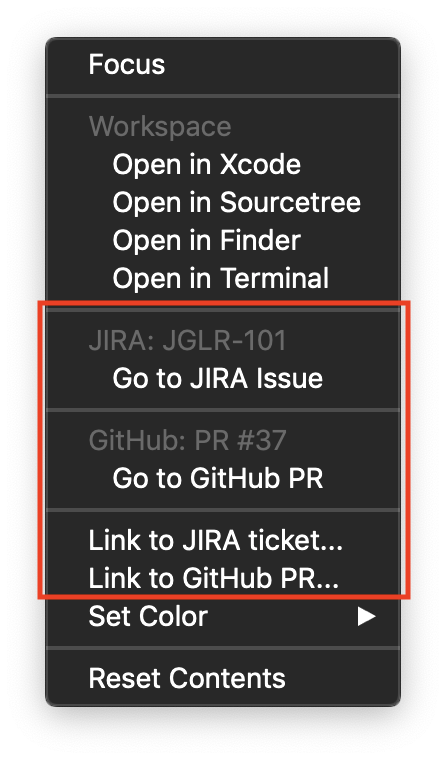 Focus
Workspace
Open in Xcode
Open in Sourcetree
Open in Finder
Open in Terminal
JIRA: JGLR-101
Go to JIRA Issue
GitHub: PR #37
Go to GitHub PR
Link to JIRA ticket...
Link to GitHub PR...
Set Color
Reset Contents